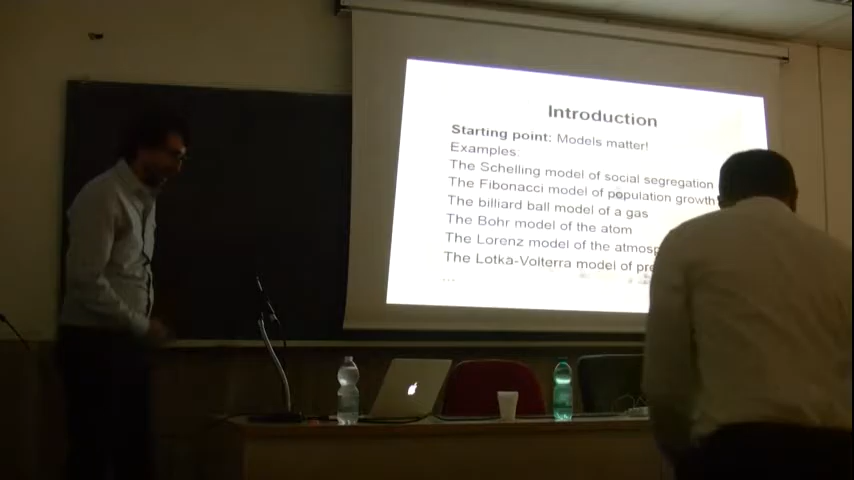 Introduction
Starting point: Models matter!
Examples:
The Schelling model of social segregation
The Fibonacci model of population growth
The billiard ball model of a gas
The Bohr model of the atom
The Lorenz model of the
The Lotka-Volterra model of
...